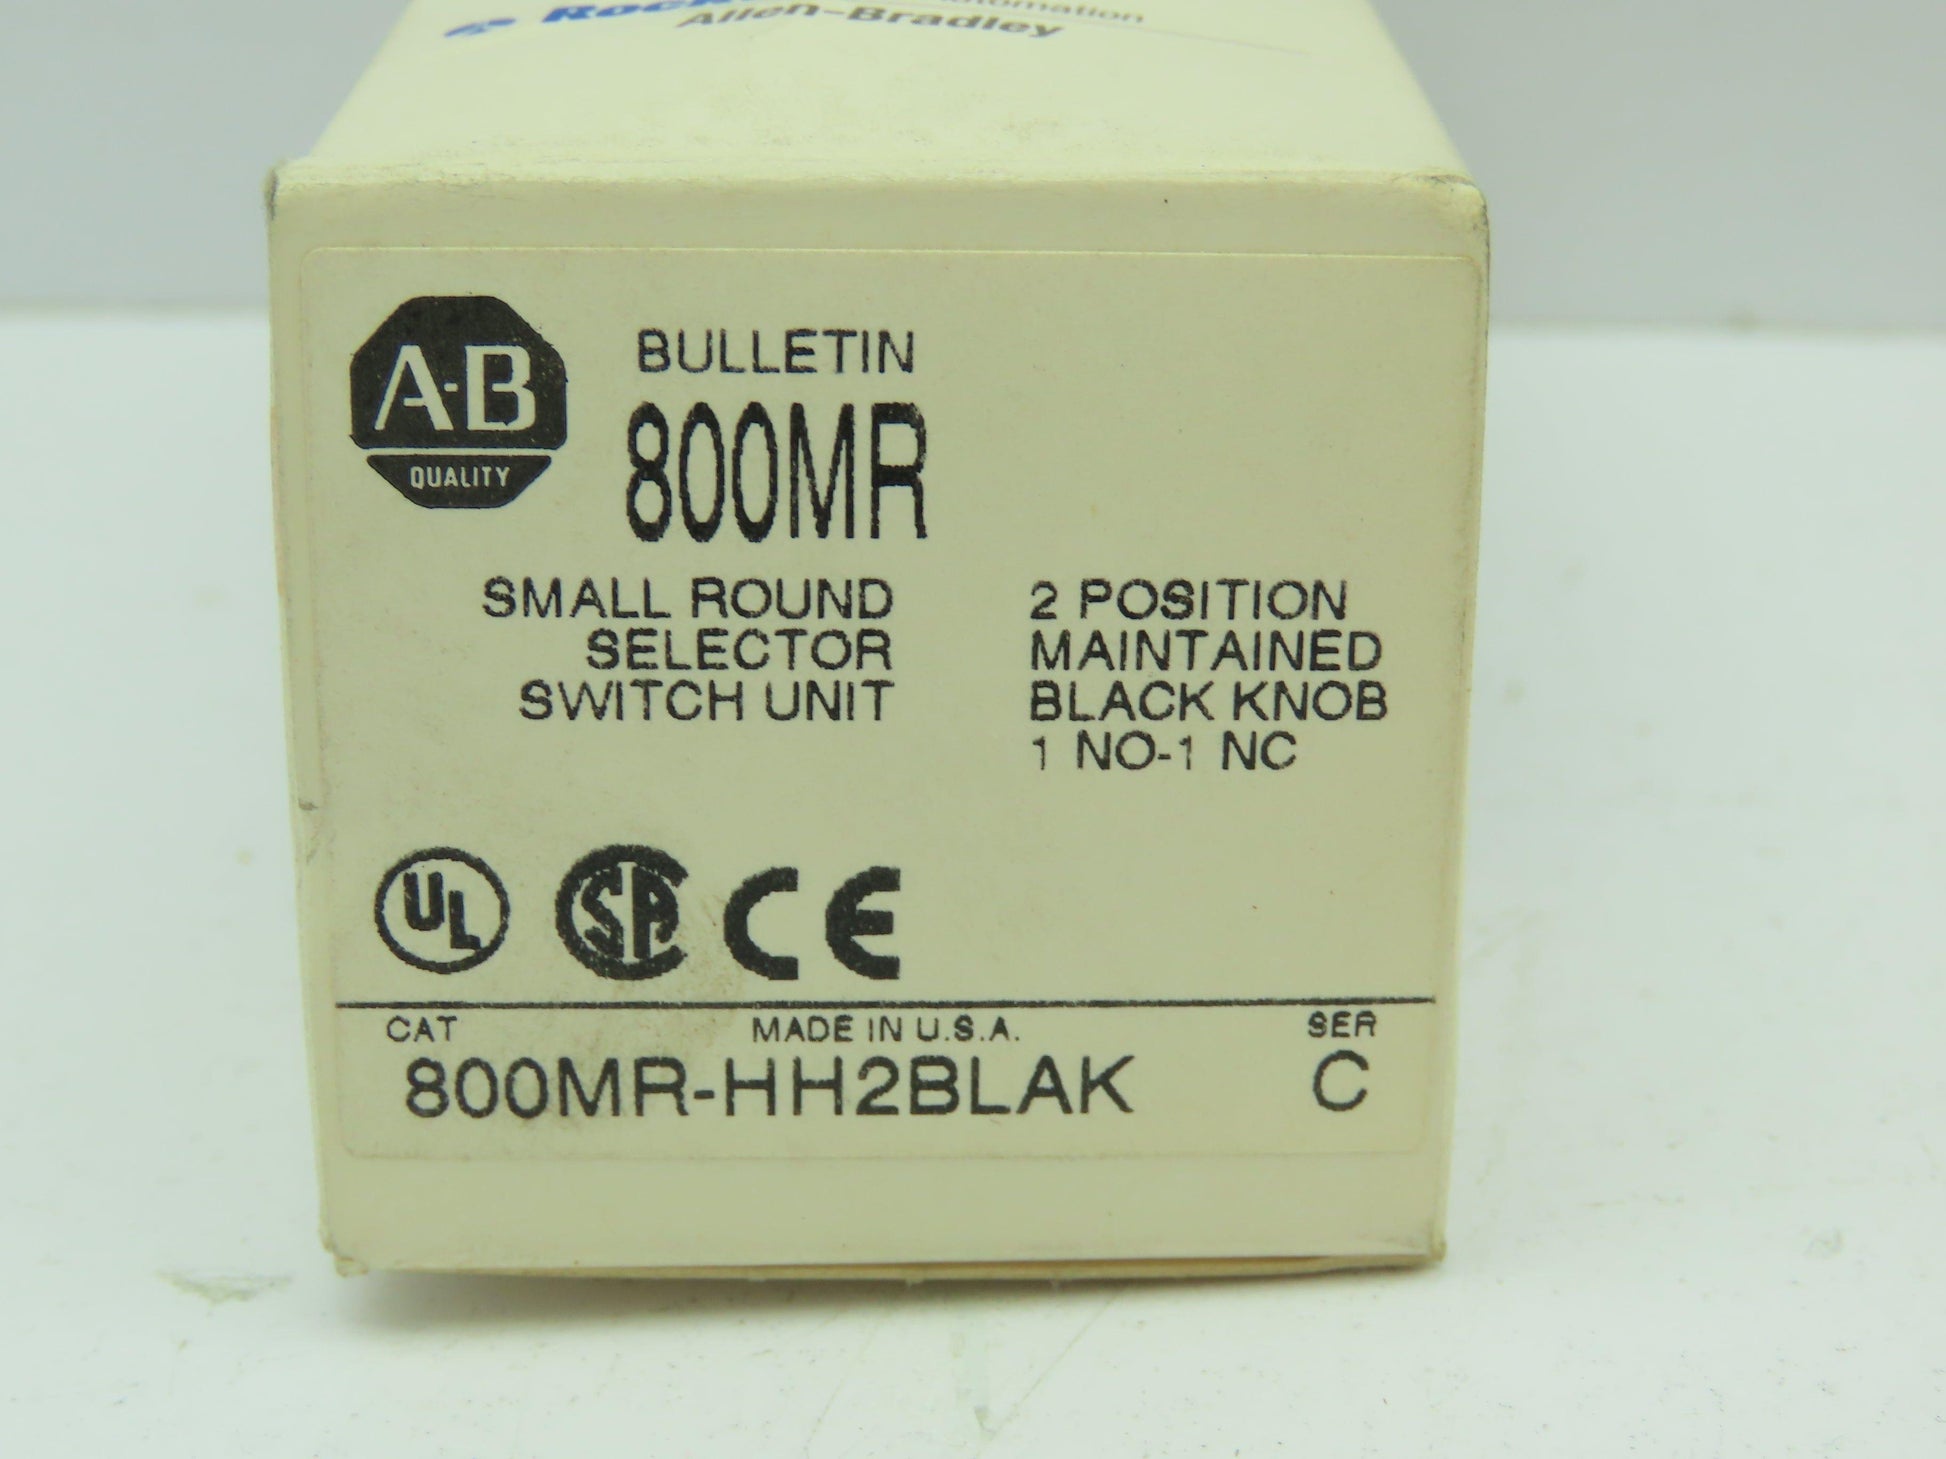 Allen-Bradley
A-B
QUALITY
BULLETIN
800MR
SMALL ROUND
SELECTOR
SWITCH UNIT
2 POSITION
MAINTAINED
BLACK KNOB
1 NO-1 NC
UL
CSA
CE
CAT
MADE IN U.S.A.
SER
800MR-HH2BLAK
C